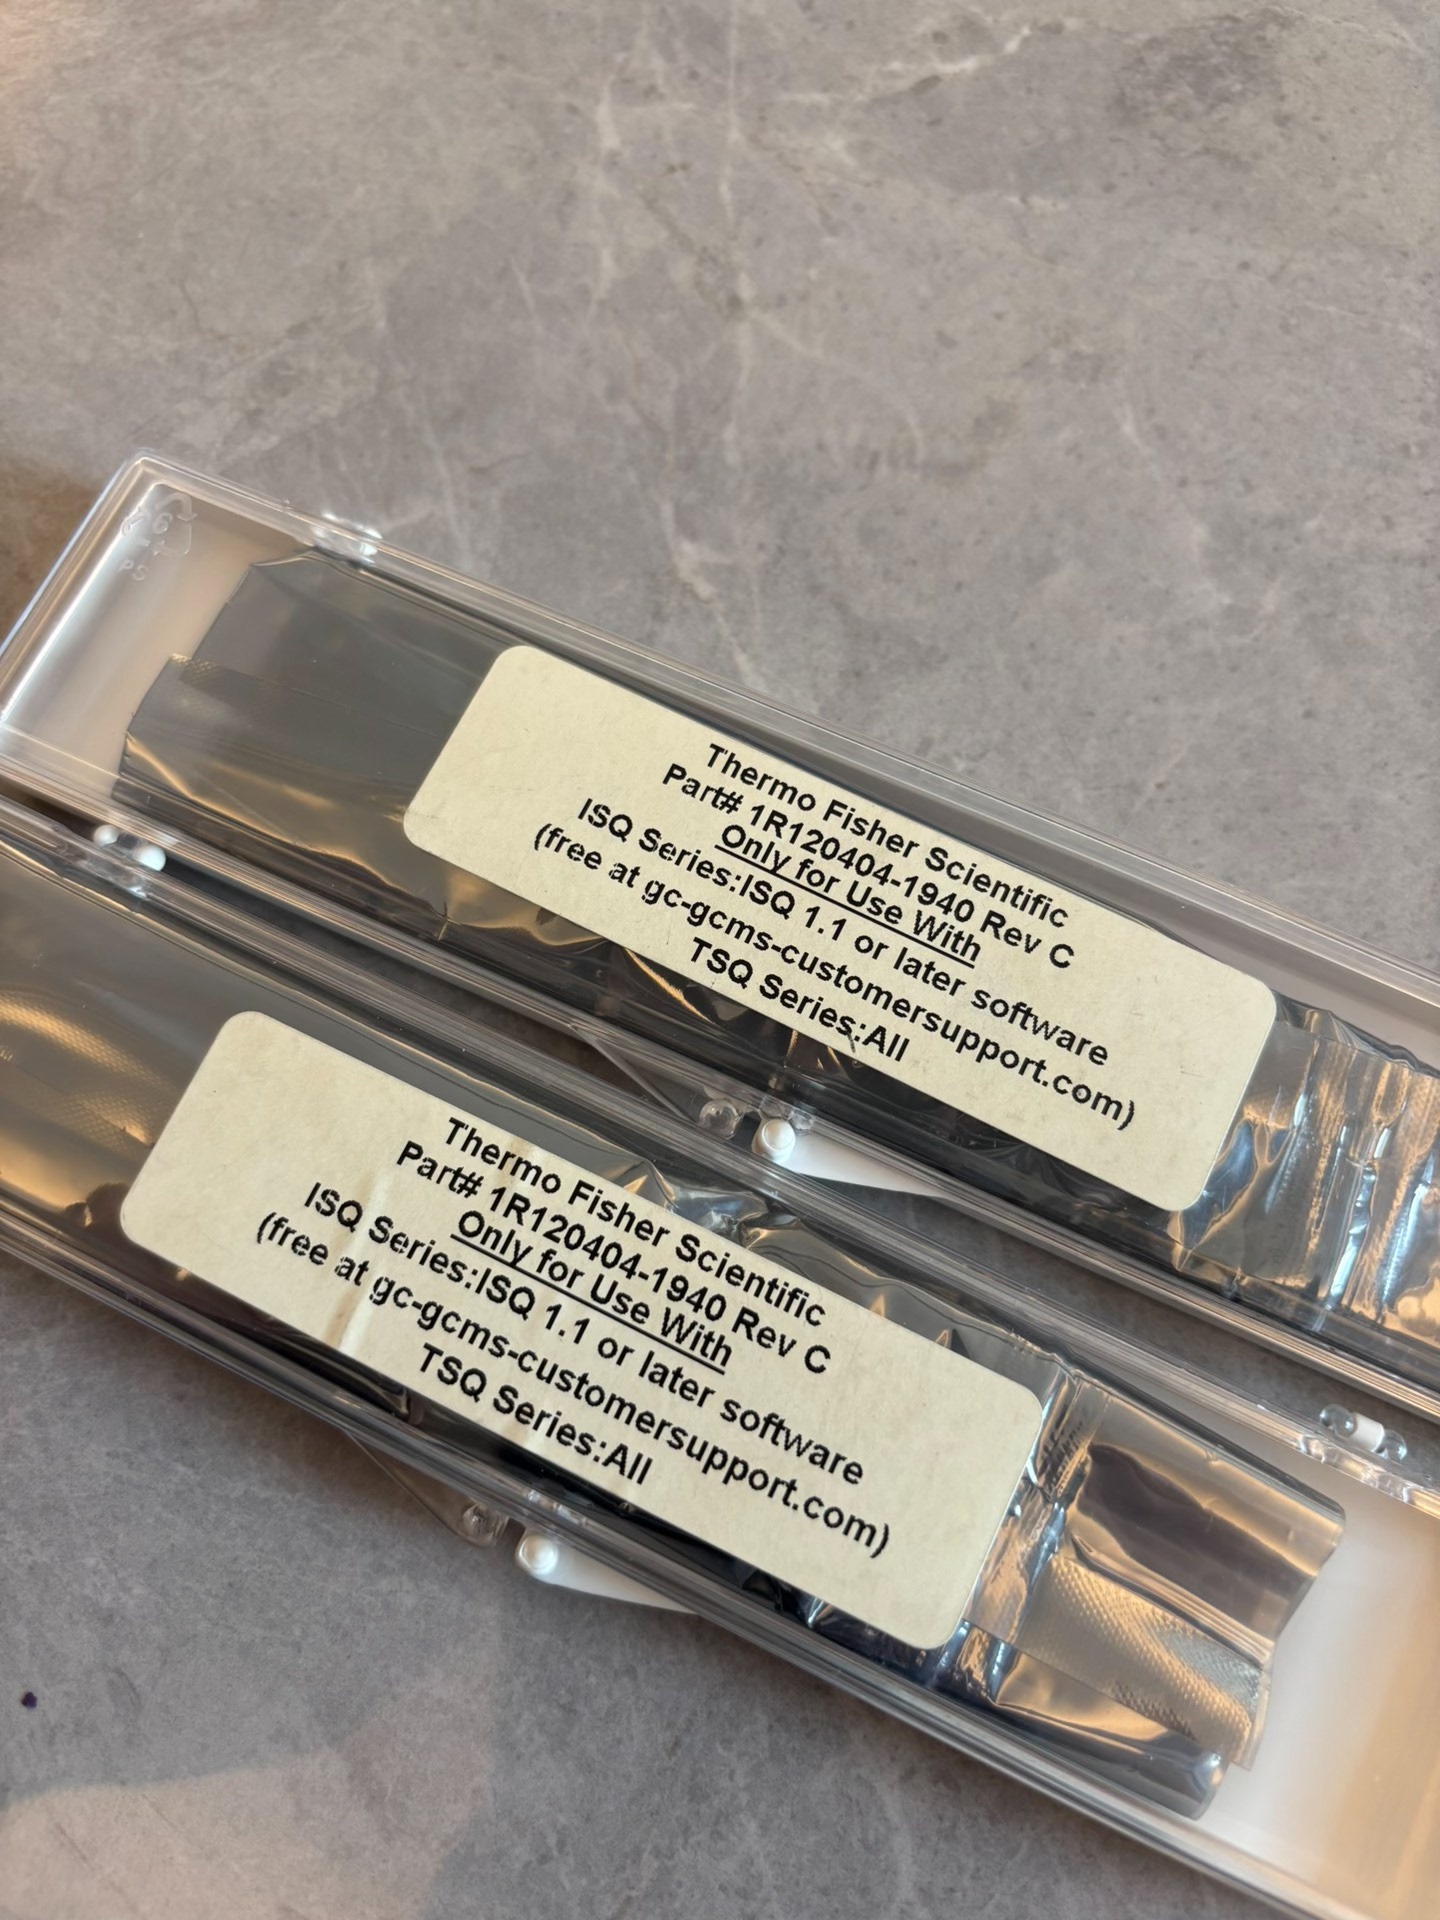 PS
Thermo Fisher Scientific
Part# 1R120404-1940 Rev C
Only for Use With
ISQ Series:ISQ 1.1 or later software
(free at gc-gcms-customersupport.com)
TSQ Series:All
Thermo Fisher Scientific
Part# 1R120404-1940 Rev C
Only for Use With
ISQ Series:ISQ 1.1 or later software
(free at gc-gcms-customersupport.com)
TSQ Series:All